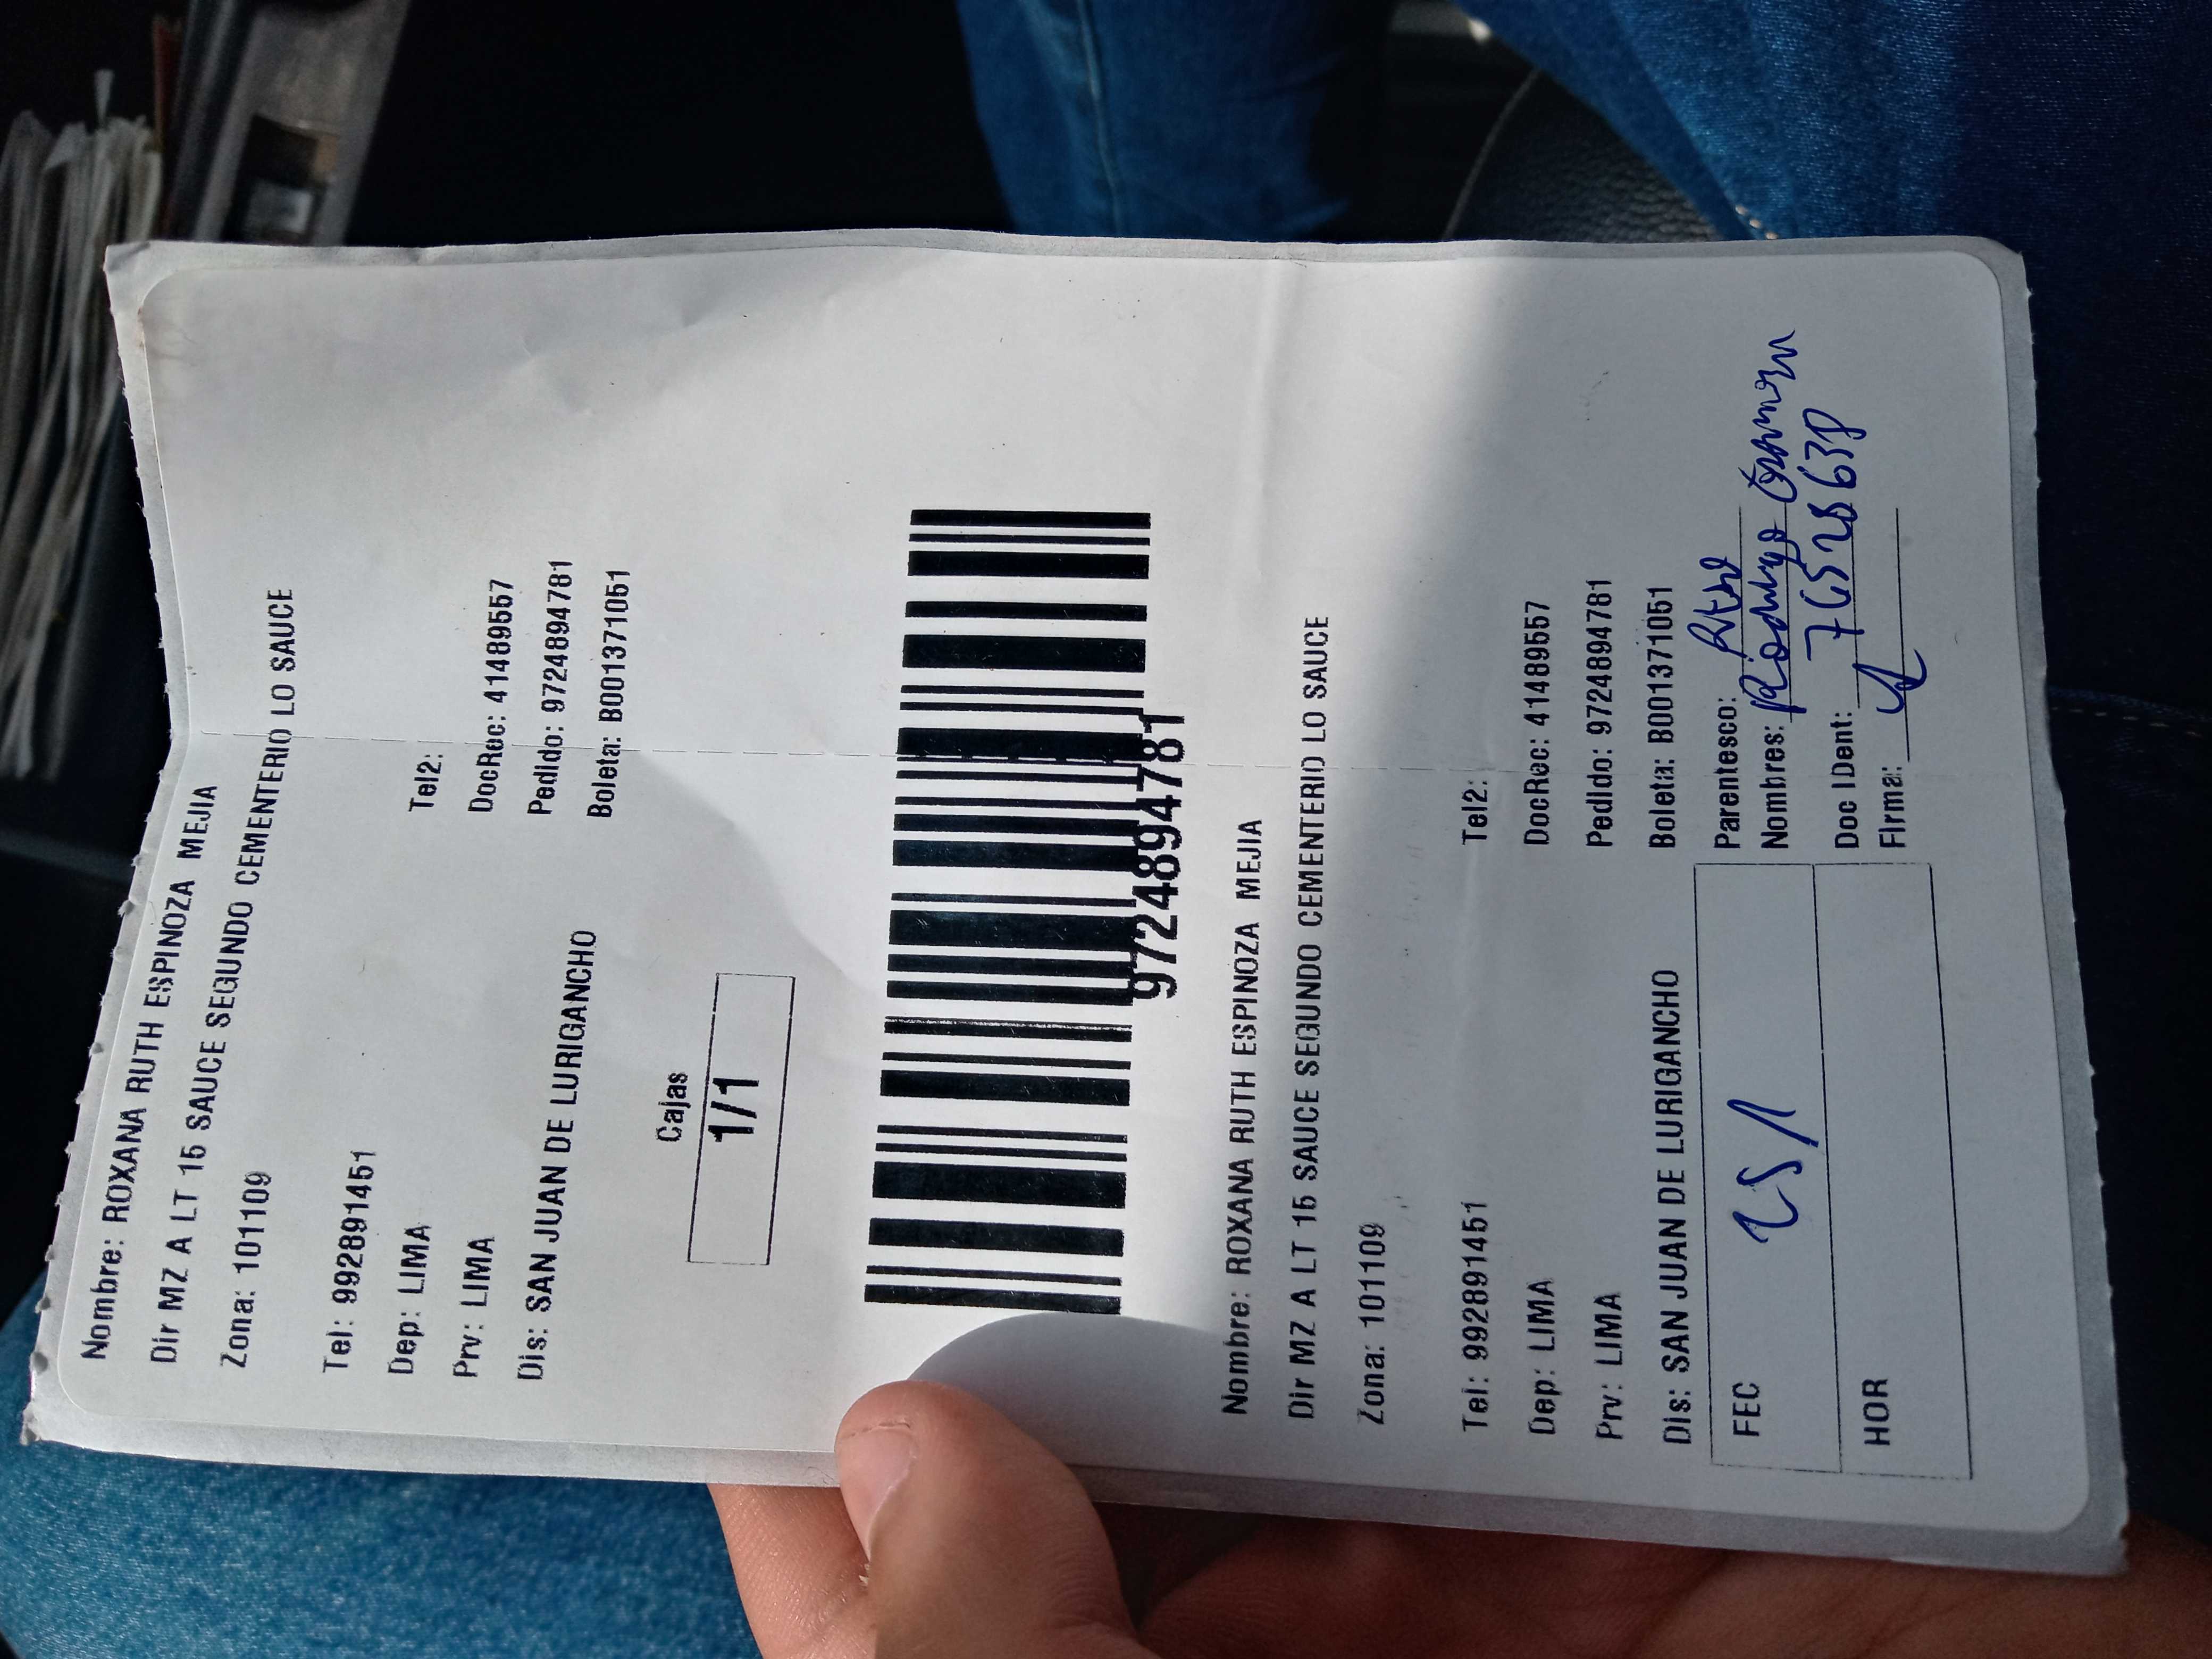 Nombre: ROXANA RUTH ESPINOZA MEJIA
Dir MZ A LT 15 SAUCE SEGUNDO CEMENTERIO LO SAUCE
Zona: 101109
Tel: 992891451 Tel2:
Dep: LIMA DocRec: 41489557
Prv: LIMA Pedido: 9724894781
Dis: SAN JUAN DE LURIGANCHO Boleta: B001371051
Cajas
1/1
9724894781
Nombre: ROXANA RUTH ESPINOZA MEJIA
Dir MZ A LT 15 SAUCE SEGUNDO CEMENTERIO LO SAUCE
Zona: 101109
Tel: 992891451 Tel2:
Dep: LIMA DocRec: 41489557
Prv: LIMA Pedido: 9724894781
Dis: SAN JUAN DE LURIGANCHO Boleta: B001371051
FEC 25/1 Parentesco:
Nombres: Rodrigo
HOR Doc IDent: 76528638
Firma: